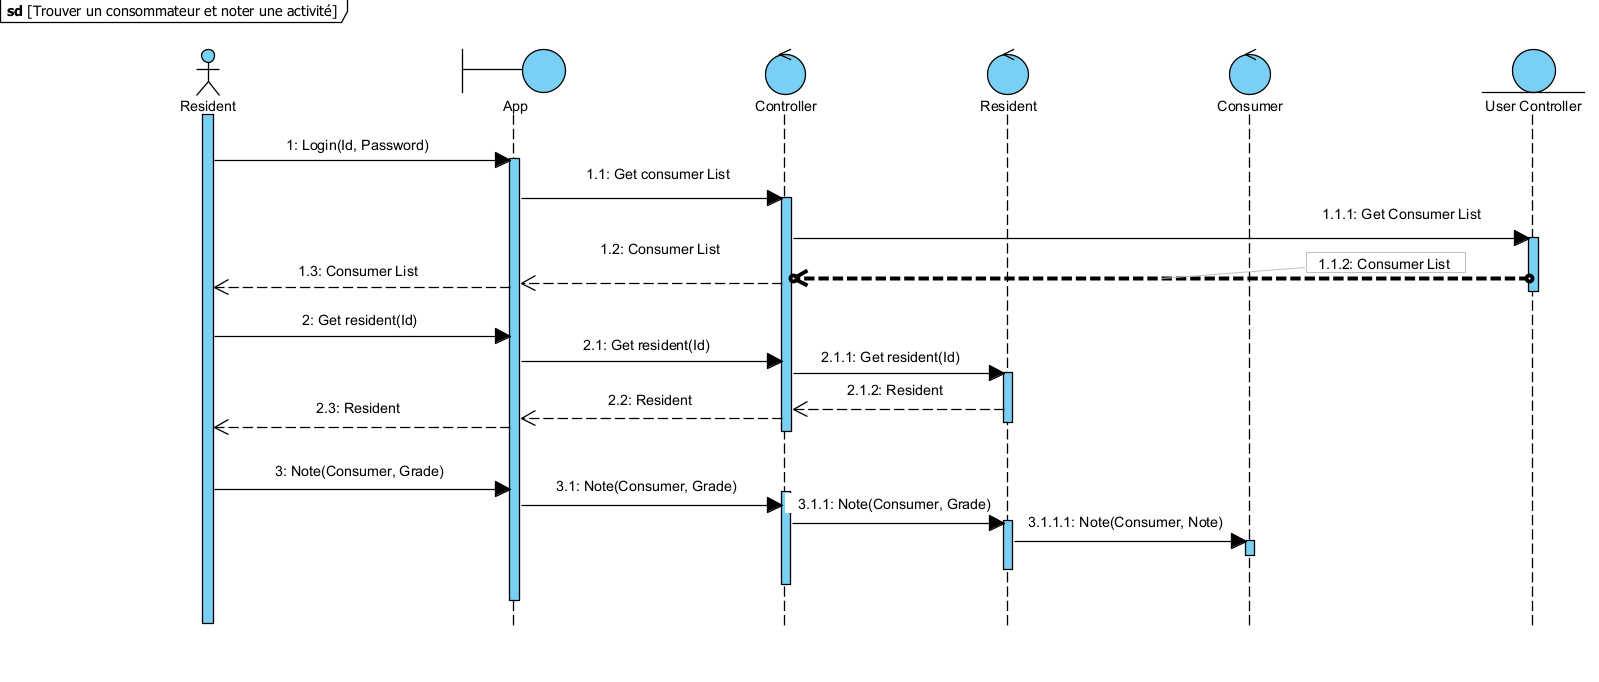 sd [Trouver un consommateur et noter une activité]
Resident
App
Controller
Resident
Consumer
User Controller
1: Login(Id, Password)
1.1: Get consumer List
1.1.1: Get Consumer List
1.2: Consumer List
1.1.2: Consumer List
1.3: Consumer List
2: Get resident(Id)
2.1: Get resident(Id)
2.1.1: Get resident(Id)
2.1.2: Resident
2.2: Resident
2.3: Resident
3: Note(Consumer, Grade)
3.1: Note(Consumer, Grade)
3.1.1: Note(Consumer, Grade)
3.1.1.1: Note(Consumer, Note)